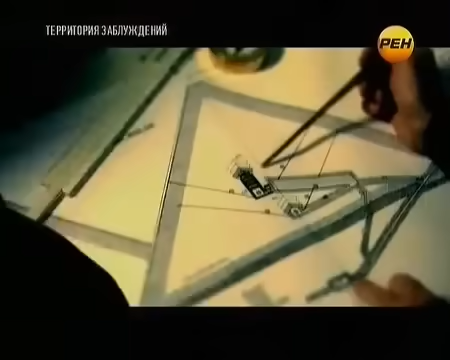 ТЕРРИТОРИЯ ЗАБЛУЖДЕНИЙ
РЕН